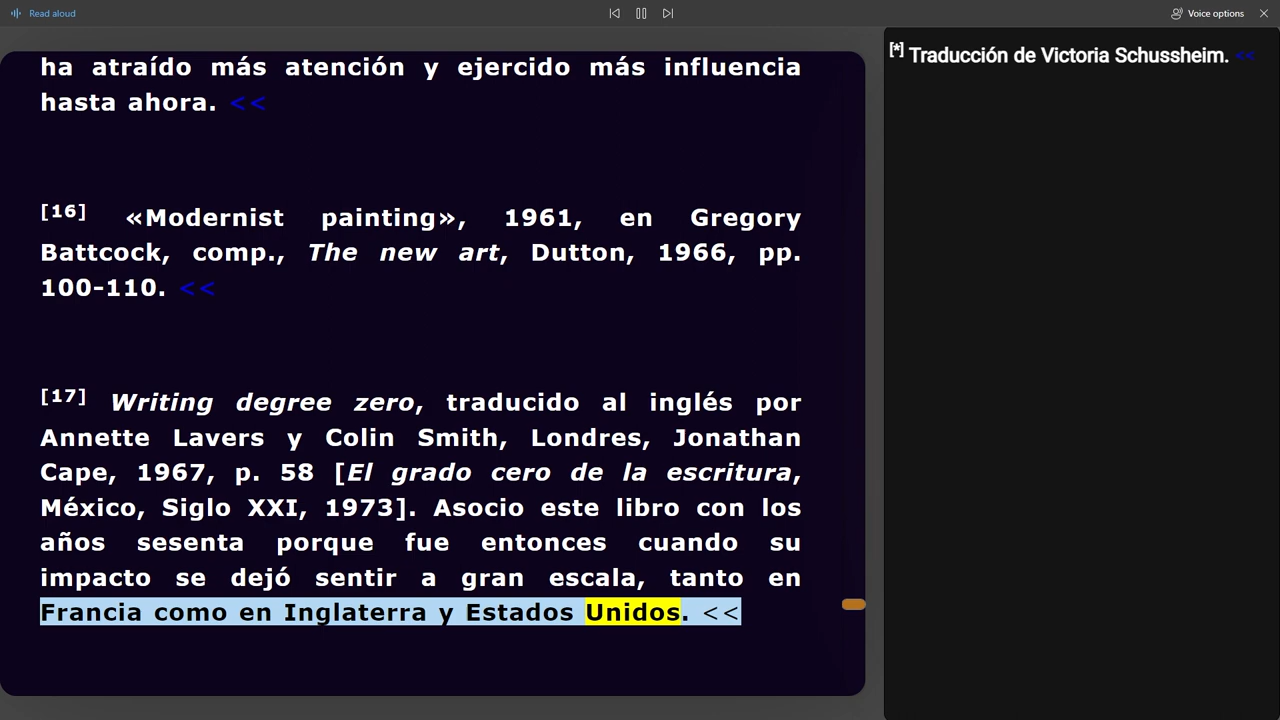 Read aloud
Voice options
ha atraído más atención y ejercido más influencia
hasta ahora. <<
[16] «Modernist painting», 1961, en Gregory
Battcock, comp., The new art, Dutton, 1966, pp.
100-110. <<
[17] Writing degree zero, traducido al inglés por
Annette Lavers y Colin Smith, Londres, Jonathan
Cape, 1967, p. 58 [El grado cero de la escritura,
México, Siglo XXI, 1973]. Asocio este libro con los
años sesenta porque fue entonces cuando su
impacto se dejó sentir a gran escala, tanto en
Francia como en Inglaterra y Estados Unidos. <<
[*] Traducción de Victoria Schussheim. <<